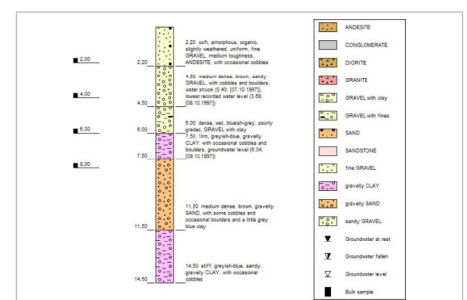 2,20 soft, amorphous, organic,
slightly weathered, uniform, fine
GRAVEL, medium toughness,
ANDESITE, with occasional cobbles
2,00
2,20
4,50 medium dense, brown, sandy
GRAVEL, with cobbles and boulders,
water struck (0.40; [07.10.1997]),
lowest recorded water level (3.58;
[08.10.1997])
4,00
4,50
6,00 dense, wet, blueish-grey, poorly
graded, GRAVEL with clay
6,00
6,00
7,50 firm, greyish-blue, gravelly
CLAY, with occasional cobbles and
boulders, groundwater level (5.04;
[09.10.1997])
7,50
8,00
11,50 medium dense, brown, gravelly
SAND, with some cobbles and
occasional boulders and a little grey
blue clay
11,50
14,50 stiff, greyish-blue, sandy,
gravelly CLAY, with occasional
cobbles
14,50
ANDESITE
CONGLOMERATE
DIORITE
GRANITE
GRAVEL with clay
GRAVEL with fines
SAND
SANDSTONE
fine GRAVEL
gravelly CLAY
gravelly SAND
sandy GRAVEL
Groundwater at rest
Groundwater fallen
Groundwater level
Bulk sample